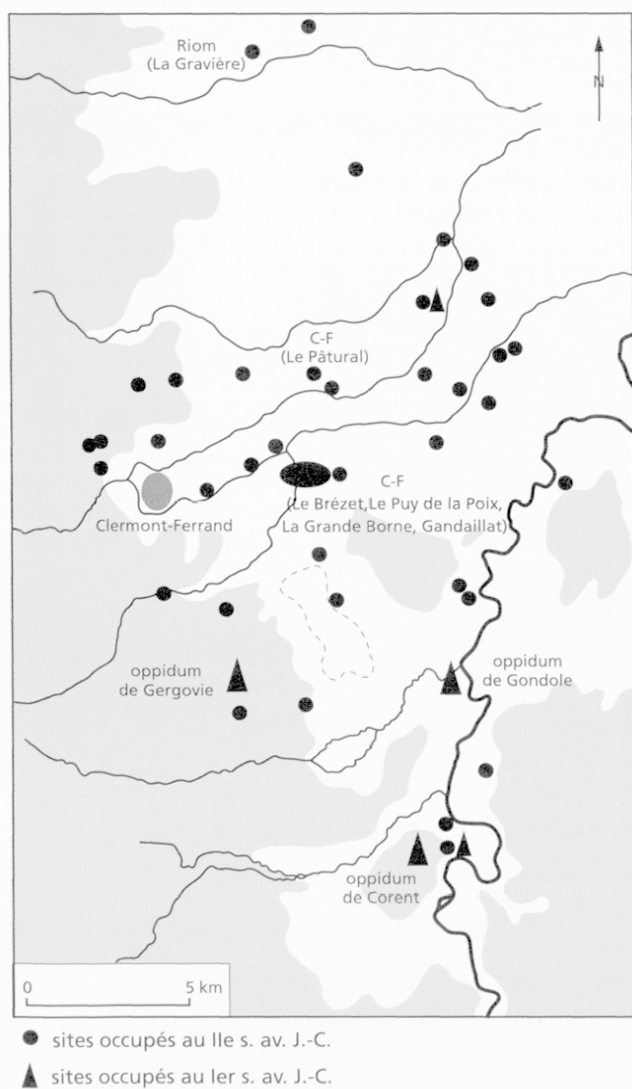 Riom
(La Gravière)
N
C-F
(Le Pâtural)
C-F
(Le Brézet, Le Puy de la Poix,
La Grande Borne, Gandaillat)
Clermont-Ferrand
oppidum
de Gergovie
oppidum
de Gondole
oppidum
de Corent
0 5 km
sites occupés au IIe s. av. J.-C.
sites occupés au Ier s. av. J.-C.